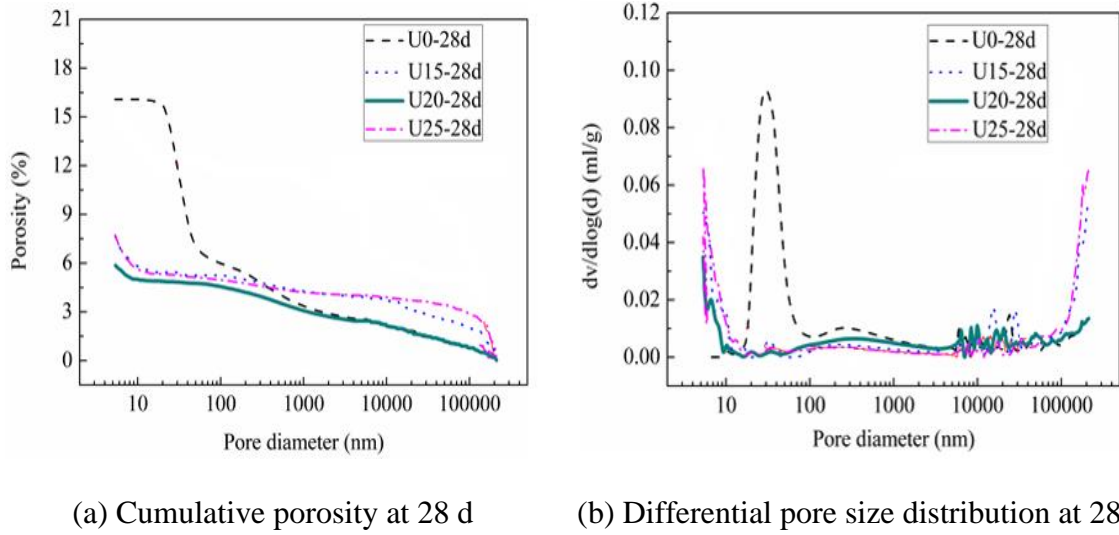 21
18
15
12
9
6
3
0
Porosity (%)
U0-28d
U15-28d
U20-28d
U25-28d
10 100 1000 10000 100000
Pore diameter (nm)
0.12
0.10
0.08
0.06
0.04
0.02
0.00
dv/dlog(d) (ml/g)
U0-28d
U15-28d
U20-28d
U25-28d
10 100 1000 10000 100000
Pore diameter (nm)
(a) Cumulative porosity at 28 d
(b) Differential pore size distribution at 28